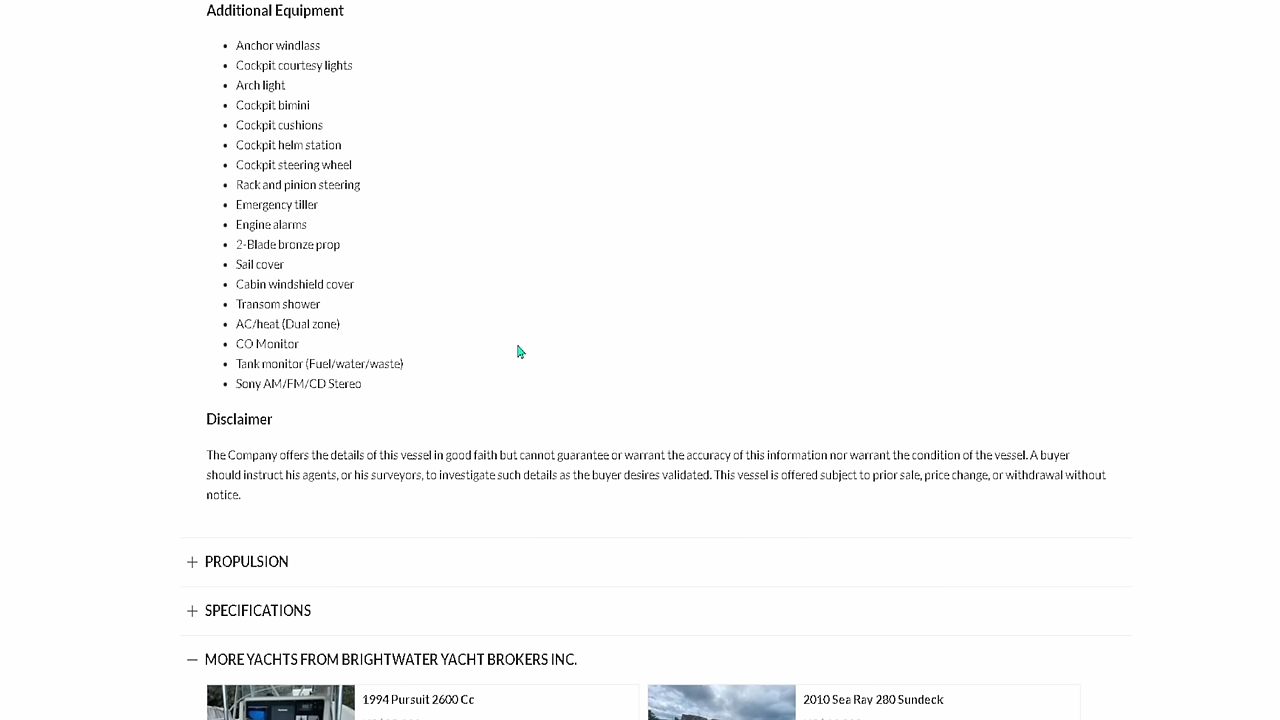 Additional Equipment
Anchor windlass
Cockpit courtesy lights
Arch light
Cockpit bimini
Cockpit cushions
Cockpit helm station
Cockpit steering wheel
Rack and pinion steering
Emergency tiller
Engine alarms
2-Blade bronze prop
Sail cover
Cabin windshield cover
Transom shower
AC/heat (Dual zone)
CO Monitor
Tank monitor (Fuel/water/waste)
Sony AM/FM/CD Stereo
Disclaimer
The Company offers the details of this vessel in good faith but cannot guarantee or warrant the accuracy of this information nor warrant the condition of the vessel. A buyer
should instruct his agents, or his surveyors, to investigate such details as the buyer desires validated. This vessel is offered subject to prior sale, price change, or withdrawal without
notice.
PROPULSION
SPECIFICATIONS
MORE YACHTS FROM BRIGHTWATER YACHT BROKERS INC.
1994 Pursuit 2600 Cc
2010 Sea Ray 280 Sundeck